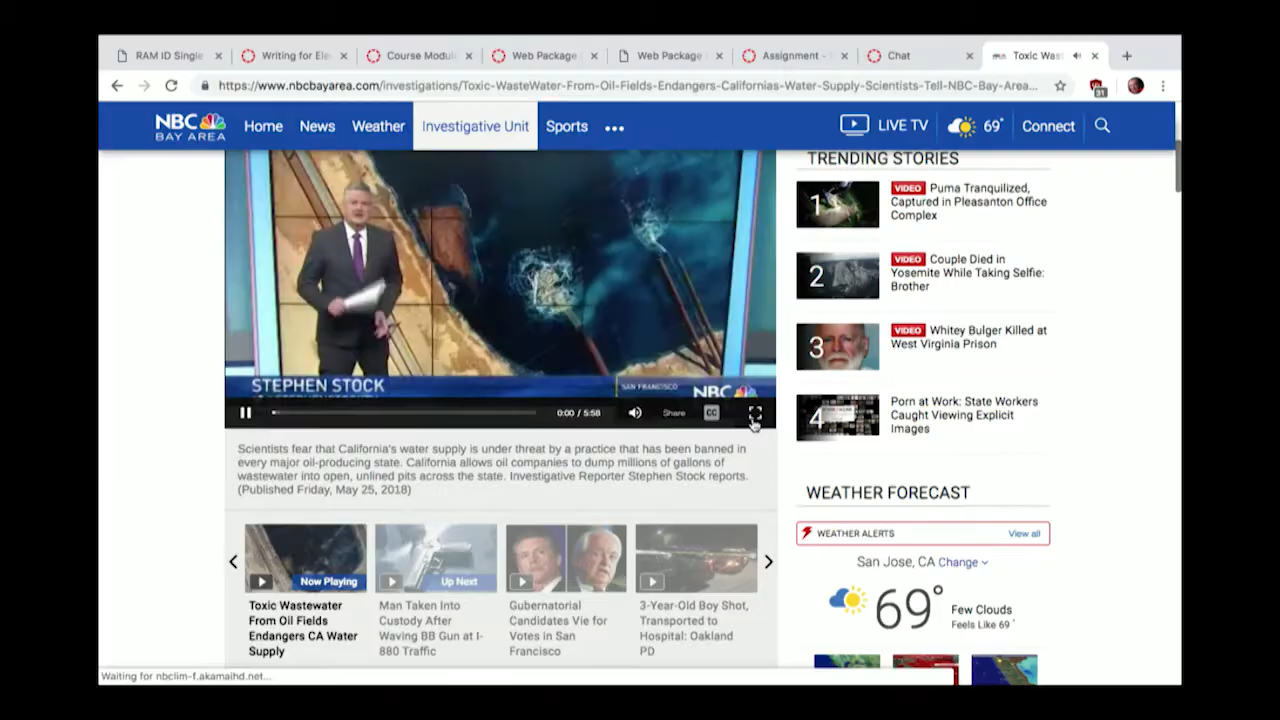 RAM ID Single
Writing for Ele
Course Modul
Web Package
Web Package
Assignment -
Chat
Toxic Wast
https://www.nbcbayarea.com/investigations/Toxic-WasteWater-From-Oil-Fields-Endangers-Californias-Water-Supply-Scientists-Tell-NBC-Bay-Area...
31
NBC
BAY AREA
Home
News
Weather
Investigative Unit
Sports
•••
LIVE TV
69°
Connect
STEPHEN STOCK
SAN FRANCISCO
NBC
0:00 / 5:58
Share
CC
Scientists fear that California's water supply is under threat by a practice that has been banned in
every major oil-producing state. California allows oil companies to dump millions of gallons of
wastewater into open, unlined pits across the state. Investigative Reporter Stephen Stock reports.
(Published Friday, May 25, 2018)
Now Playing
Toxic Wastewater
From Oil Fields
Endangers CA Water
Supply
Up Next
Man Taken Into
Custody After
Waving BB Gun at I-
880 Traffic
Gubernatorial
Candidates Vie for
Votes in San
Francisco
3-Year-Old Boy Shot,
Transported to
Hospital: Oakland
PD
TRENDING STORIES
1
VIDEO Puma Tranquilized,
Captured in Pleasanton Office
Complex
2
VIDEO Couple Died in
Yosemite While Taking Selfie:
Brother
3
VIDEO Whitey Bulger Killed at
West Virginia Prison
4
Porn at Work: State Workers
Caught Viewing Explicit
Images
WEATHER FORECAST
WEATHER ALERTS
View all
San Jose, CA Change
69°
Few Clouds
Feels Like 69°
Waiting for nbclim-f.akamaihd.net...